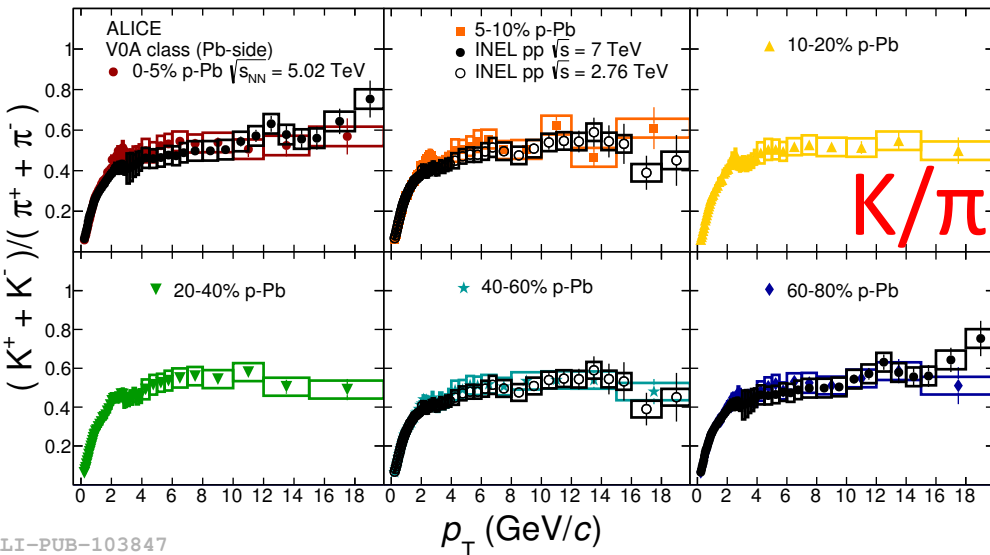 ALICE
V0A class (Pb-side)
0-5% p-Pb √s_NN = 5.02 TeV
5-10% p-Pb
INEL pp √s = 7 TeV
INEL pp √s = 2.76 TeV
10-20% p-Pb
K/π
20-40% p-Pb
40-60% p-Pb
60-80% p-Pb
(K⁺ + K⁻)/(π⁺ + π⁻)
1
0.8
0.6
0.4
0.2
1
0.8
0.6
0.4
0.2
0 2 4 6 8 10 12 14 16 18
0 2 4 6 8 10 12 14 16 18
0 2 4 6 8 10 12 14 16 18
p_T (GeV/c)
LI-PUB-103847